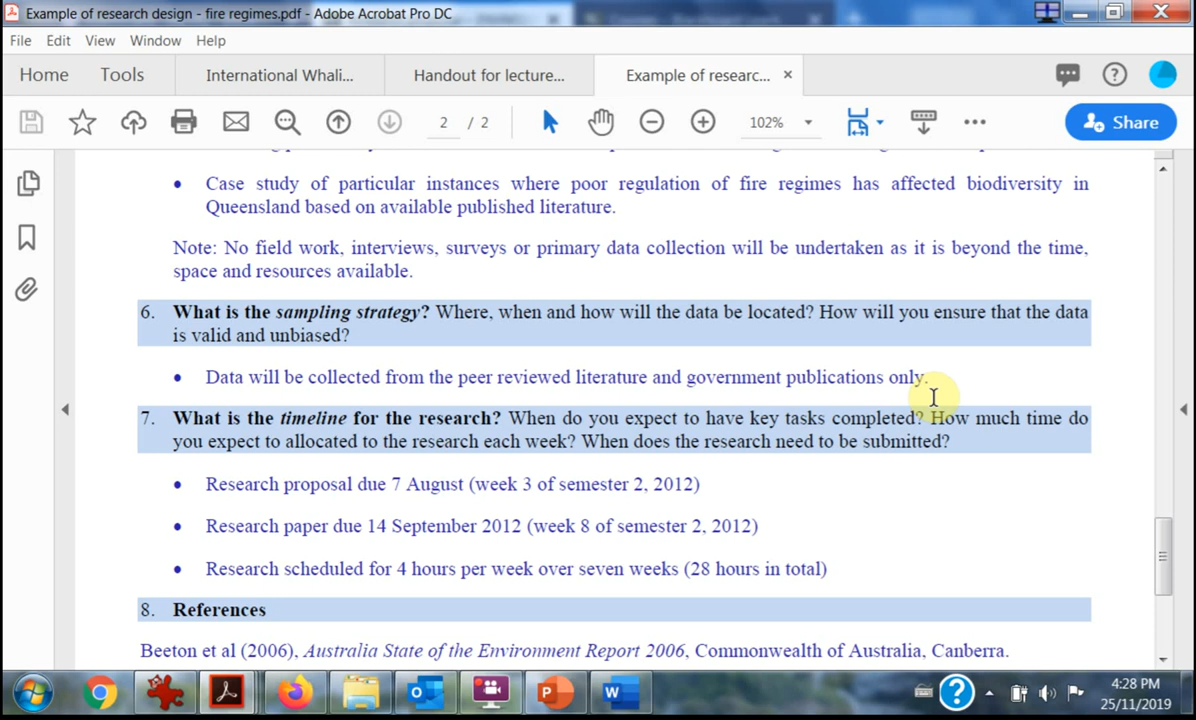 Example of research design - fire regimes.pdf - Adobe Acrobat Pro DC
File Edit View Window Help
Home Tools International Whali... Handout for lecture... Example of researc... ×
2 / 2 102% Share
• Case study of particular instances where poor regulation of fire regimes has affected biodiversity in
Queensland based on available published literature.
Note: No field work, interviews, surveys or primary data collection will be undertaken as it is beyond the time,
space and resources available.
6. What is the sampling strategy? Where, when and how will the data be located? How will you ensure that the data
is valid and unbiased?
• Data will be collected from the peer reviewed literature and government publications only.
7. What is the timeline for the research? When do you expect to have key tasks completed? How much time do
you expect to allocated to the research each week? When does the research need to be submitted?
• Research proposal due 7 August (week 3 of semester 2, 2012)
• Research paper due 14 September 2012 (week 8 of semester 2, 2012)
• Research scheduled for 4 hours per week over seven weeks (28 hours in total)
8. References
Beeton et al (2006), Australia State of the Environment Report 2006, Commonwealth of Australia, Canberra.
4:28 PM
25/11/2019